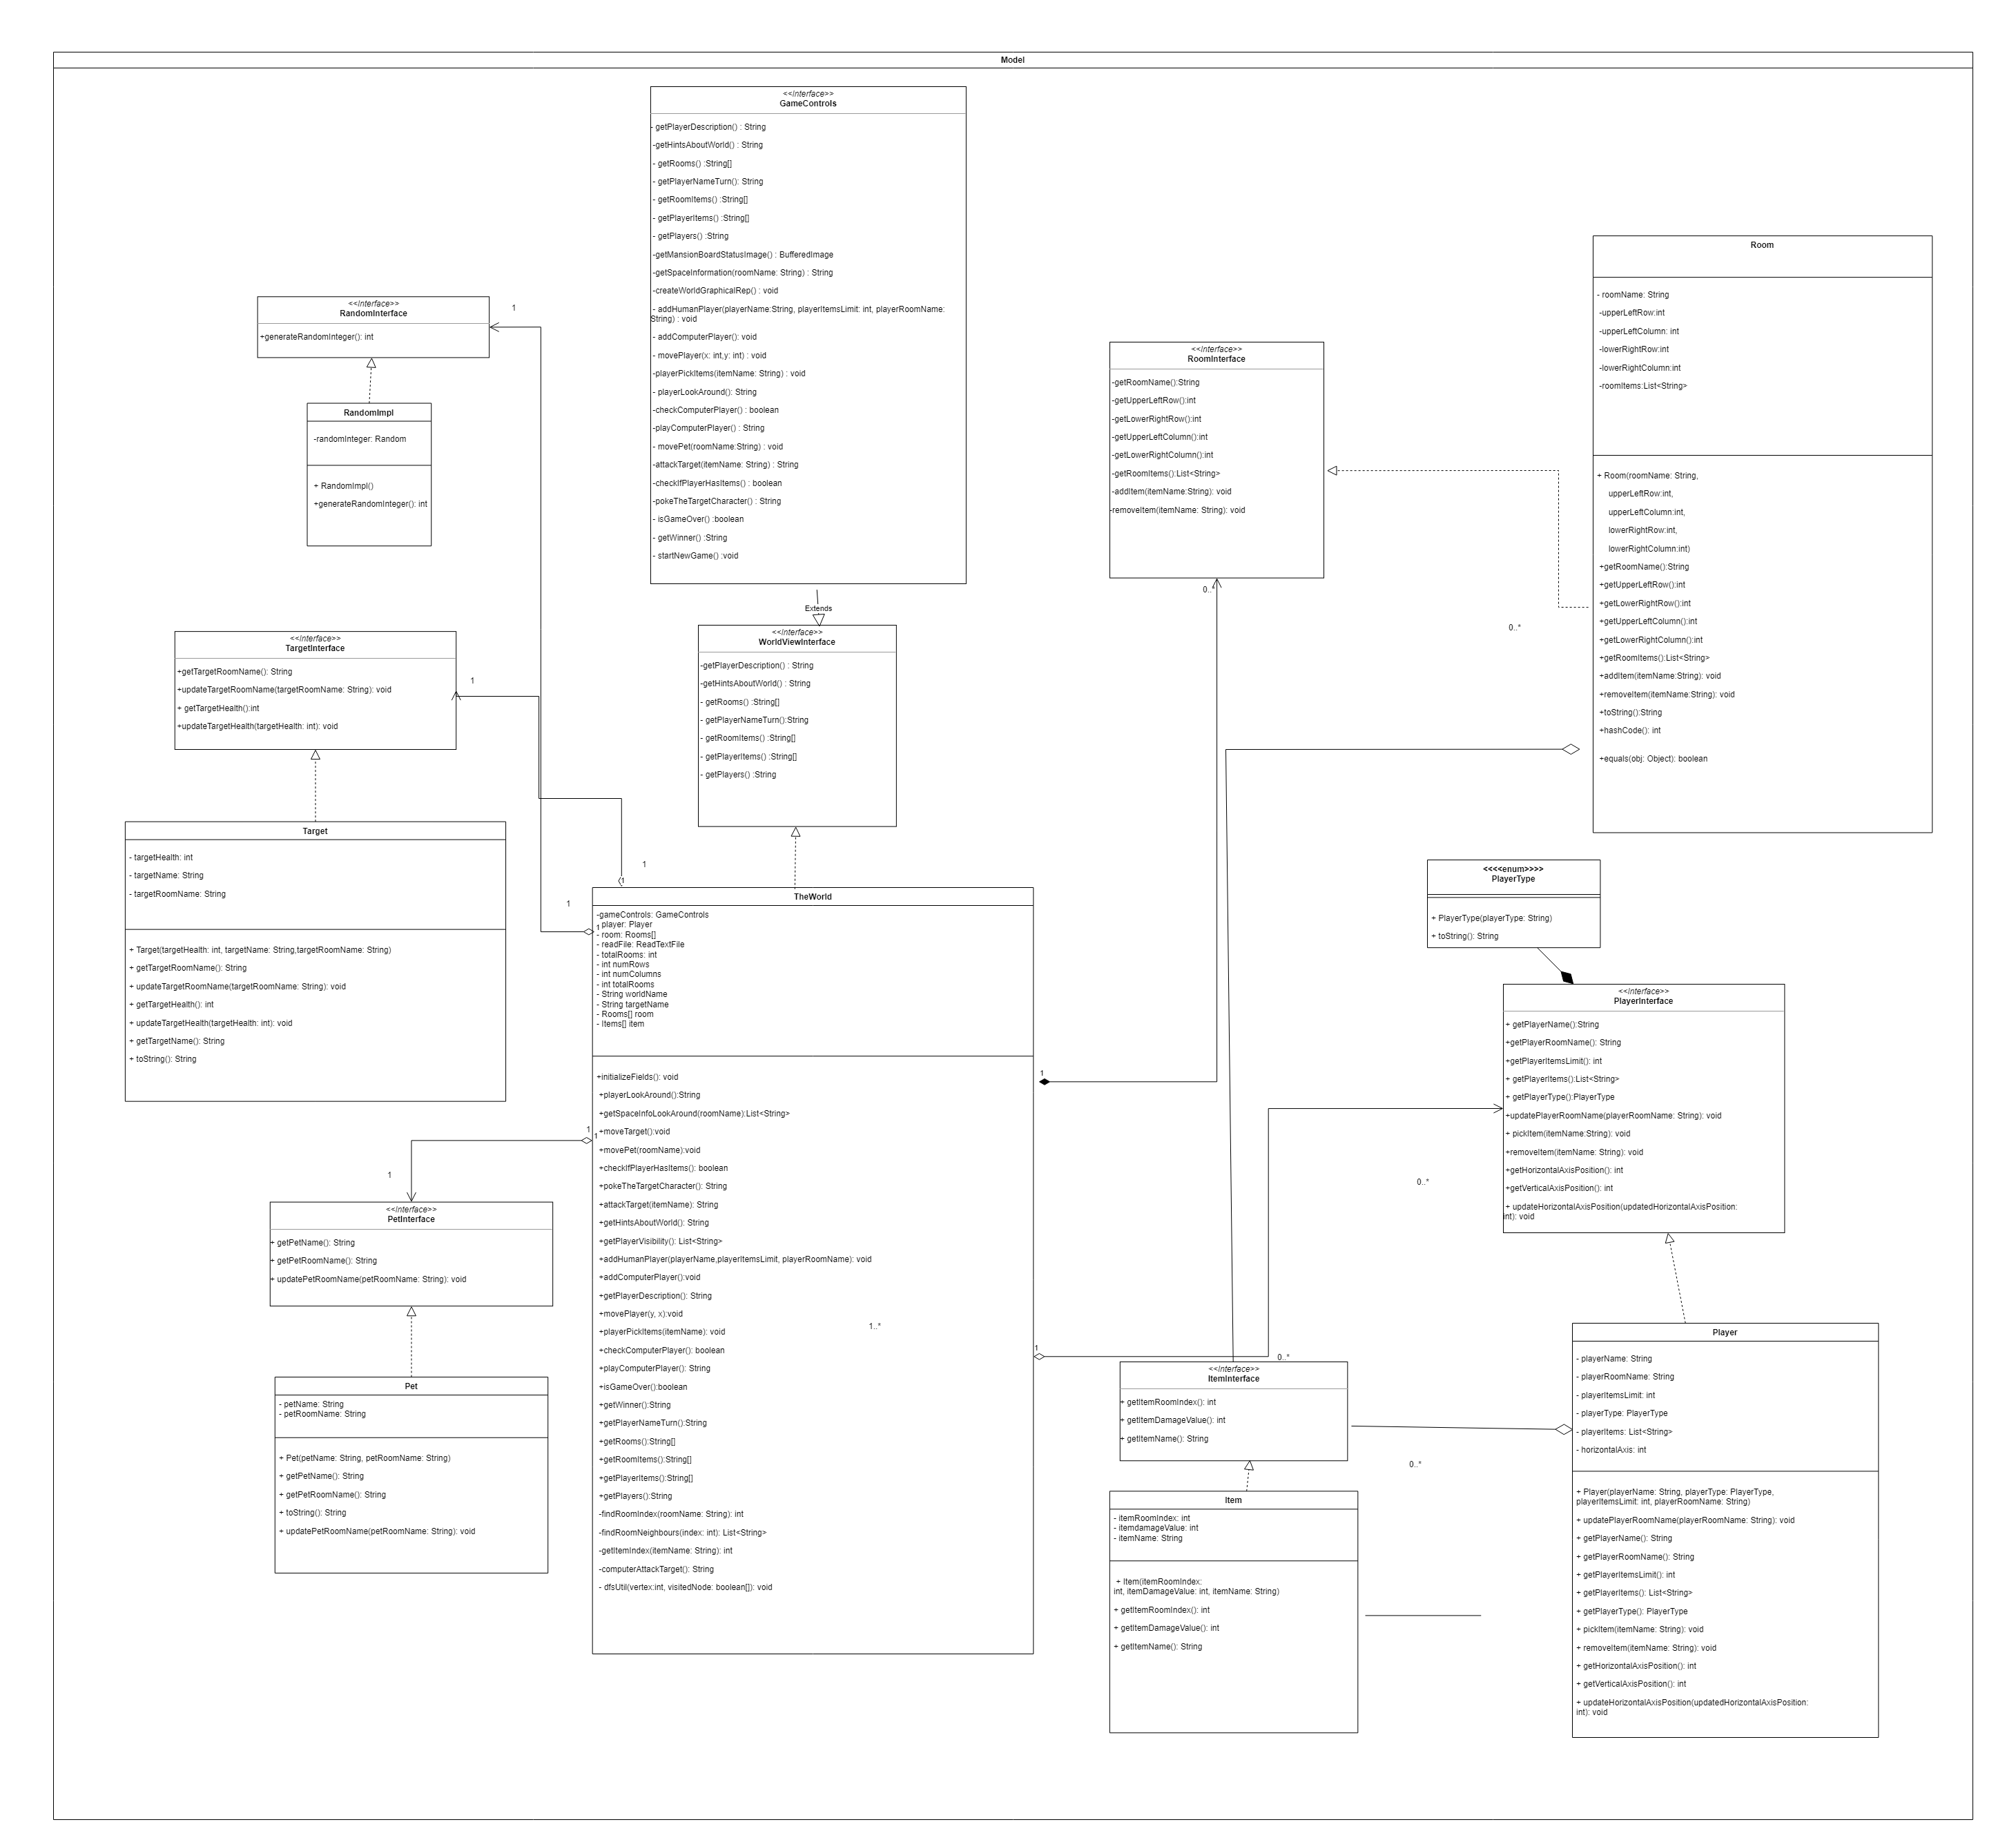 Model
<<Interface>>
GameControls
- getPlayerDescription() : String
-getHintsAboutWorld() : String
- getRooms() :String[]
- getPlayerNameTurn(): String
- getRoomItems() :String[]
- getPlayerItems() :String[]
- getPlayers() :String
-getMansionBoardStatusImage() : BufferedImage
-getSpaceInformation(roomName: String) : String
-createWorldGraphicalRep() : void
- addHumanPlayer(playerName:String, playerItemsLimit: int, playerRoomName:
String) : void
- addComputerPlayer(): void
- movePlayer(x: int,y: int) : void
-playerPickItems(itemName: String) : void
- playerLookAround(): String
-checkComputerPlayer() : boolean
-playComputerPlayer() : String
- movePet(roomName:String) : void
-attackTarget(itemName: String) : String
-checkIfPlayerHasItems() : boolean
-pokeTheTargetCharacter() : String
- isGameOver() :boolean
- getWinner() :String
- startNewGame() :void
Extends
<<Interface>>
WorldViewInterface
-getPlayerDescription() : String
-getHintsAboutWorld() : String
- getRooms() :String[]
- getPlayerNameTurn():String
- getRoomItems() :String[]
- getPlayerItems() :String[]
- getPlayers() :String
<<Interface>>
RandomInterface
+generateRandomInteger(): int
1
RandomImpl
-randomInteger: Random
+ RandomImpl()
+generateRandomInteger(): int
<<Interface>>
TargetInterface
+getTargetRoomName(): String
+updateTargetRoomName(targetRoomName: String): void
+ getTargetHealth():int
+updateTargetHealth(targetHealth: int): void
1
Target
- targetHealth: int
- targetName: String
- targetRoomName: String
+ Target(targetHealth: int, targetName: String,targetRoomName: String)
+ getTargetRoomName(): String
+ updateTargetRoomName(targetRoomName: String): void
+ getTargetHealth(): int
+ updateTargetHealth(targetHealth: int): void
+ getTargetName(): String
+ toString(): String
1
1
1
1
TheWorld
-gameControls: GameControls
- player: Player
- room: Rooms[]
- readFile: ReadTextFile
- totalRooms: int
- int numRows
- int numColumns
- int totalRooms
- String worldName
- String targetName
- Rooms[] room
- Items[] item
+initializeFields(): void
+playerLookAround():String
+getSpaceInfoLookAround(roomName):List<String>
+moveTarget():void
+movePet(roomName):void
+checkIfPlayerHasItems(): boolean
+pokeTheTargetCharacter(): String
+attackTarget(itemName): String
+getHintsAboutWorld(): String
+getPlayerVisibility(): List<String>
+addHumanPlayer(playerName,playerItemsLimit, playerRoomName): void
+addComputerPlayer():void
+getPlayerDescription(): String
+movePlayer(y, x):void
1..*
+playerPickItems(itemName): void
+checkComputerPlayer(): boolean
+playComputerPlayer(): String
+isGameOver():boolean
+getWinner():String
+getPlayerNameTurn():String
+getRooms():String[]
+getRoomItems():String[]
+getPlayerItems():String[]
+getPlayers():String
-findRoomIndex(roomName: String): int
-findRoomNeighbours(index: int): List<String>
-getItemIndex(itemName: String): int
-computerAttackTarget(): String
- dfsUtil(vertex:int, visitedNode: boolean[]): void
1
1
1
1
1
<<Interface>>
PetInterface
+ getPetName(): String
+ getPetRoomName(): String
+ updatePetRoomName(petRoomName: String): void
Pet
- petName: String
- petRoomName: String
+ Pet(petName: String, petRoomName: String)
+ getPetName(): String
+ getPetRoomName(): String
+ toString(): String
+ updatePetRoomName(petRoomName: String): void
<<Interface>>
RoomInterface
-getRoomName():String
-getUpperLeftRow():int
-getLowerRightRow():int
-getUpperLeftColumn():int
-getLowerRightColumn():int
-getRoomItems():List<String>
-addItem(itemName:String): void
-removeItem(itemName: String): void
0..*
Room
- roomName: String
-upperLeftRow:int
-upperLeftColumn: int
-lowerRightRow:int
-lowerRightColumn:int
-roomItems:List<String>
+ Room(roomName: String,
upperLeftRow:int,
upperLeftColumn:int,
lowerRightRow:int,
lowerRightColumn:int)
+getRoomName():String
+getUpperLeftRow():int
+getLowerRightRow():int
+getUpperLeftColumn():int
+getLowerRightColumn():int
+getRoomItems():List<String>
+addItem(itemName:String): void
+removeItem(itemName:String): void
+toString():String
+hashCode(): int
+equals(obj: Object): boolean
0..*
<<<<enum>>>>
PlayerType
+ PlayerType(playerType: String)
+ toString(): String
<<Interface>>
PlayerInterface
+ getPlayerName():String
+getPlayerRoomName(): String
+getPlayerItemsLimit(): int
+ getPlayerItems():List<String>
+ getPlayerType():PlayerType
+updatePlayerRoomName(playerRoomName: String): void
+ pickItem(itemName:String): void
+removeItem(itemName: String): void
+getHorizontalAxisPosition(): int
+getVerticalAxisPosition(): int
+ updateHorizontalAxisPosition(updatedHorizontalAxisPosition:
int): void
0..*
0..*
<<Interface>>
ItemInterface
+ getItemRoomIndex(): int
+ getItemDamageValue(): int
+ getItemName(): String
0..*
Item
- itemRoomIndex: int
- itemdamageValue: int
- itemName: String
+ Item(itemRoomIndex:
int, itemDamageValue: int, itemName: String)
+ getItemRoomIndex(): int
+ getItemDamageValue(): int
+ getItemName(): String
Player
- playerName: String
- playerRoomName: String
- playerItemsLimit: int
- playerType: PlayerType
- playerItems: List<String>
- horizontalAxis: int
+ Player(playerName: String, playerType: PlayerType,
playerItemsLimit: int, playerRoomName: String)
+ updatePlayerRoomName(playerRoomName: String): void
+ getPlayerName(): String
+ getPlayerRoomName(): String
+ getPlayerItemsLimit(): int
+ getPlayerItems(): List<String>
+ getPlayerType(): PlayerType
+ pickItem(itemName: String): void
+ removeItem(itemName: String): void
+ getHorizontalAxisPosition(): int
+ getVerticalAxisPosition(): int
+ updateHorizontalAxisPosition(updatedHorizontalAxisPosition:
int): void